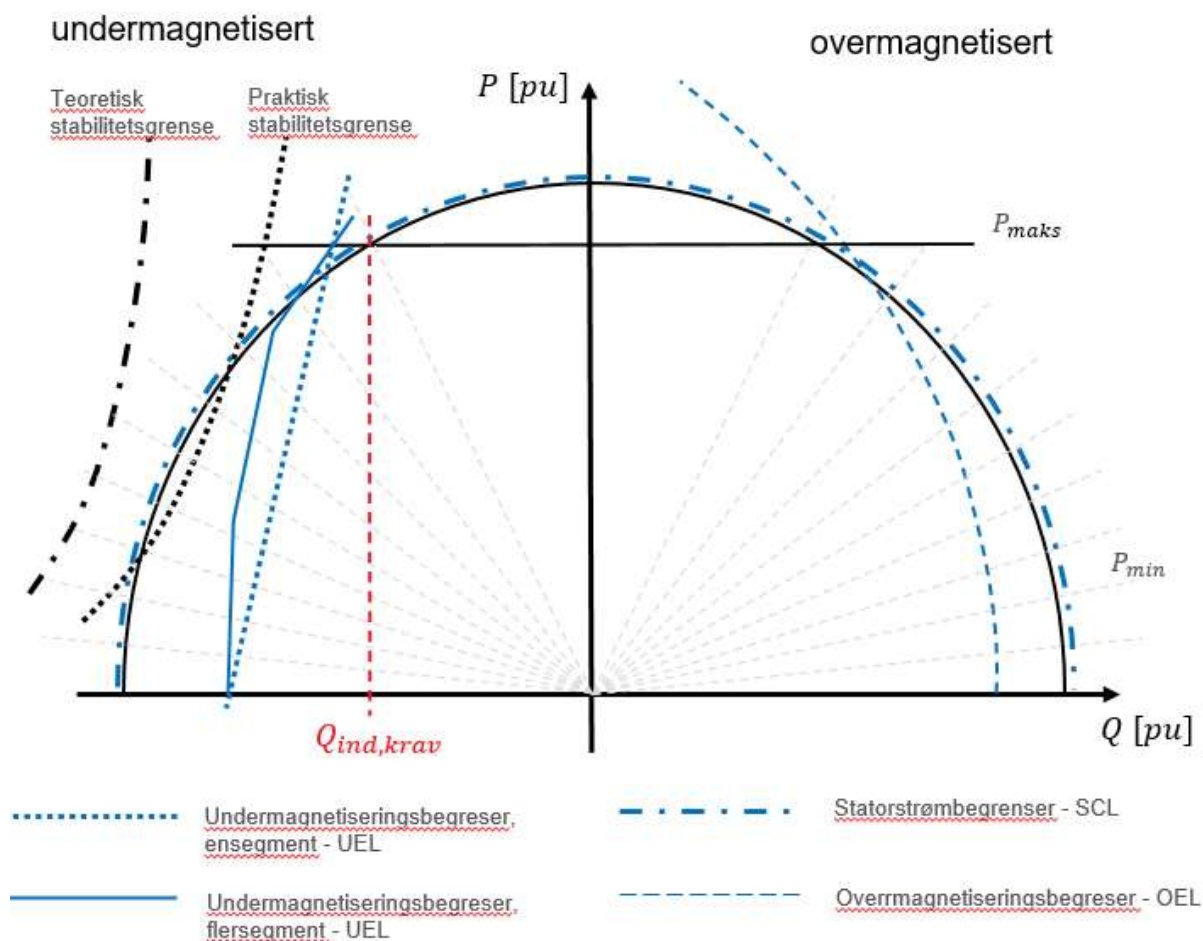 undermagnetisert
overmagnetisert
Teoretisk
stabilitetsgrense
Praktisk
stabilitetsgrense
P [pu]
P_maks
P_min
Q_ind,krav
Q [pu]
Undermagnetiseringsbegreser,
ensegment - UEL
Statorstrømbegrenser - SCL
Undermagnetiseringsbegreser,
flersegment - UEL
Overrmagnetiseringsbegreser - OEL